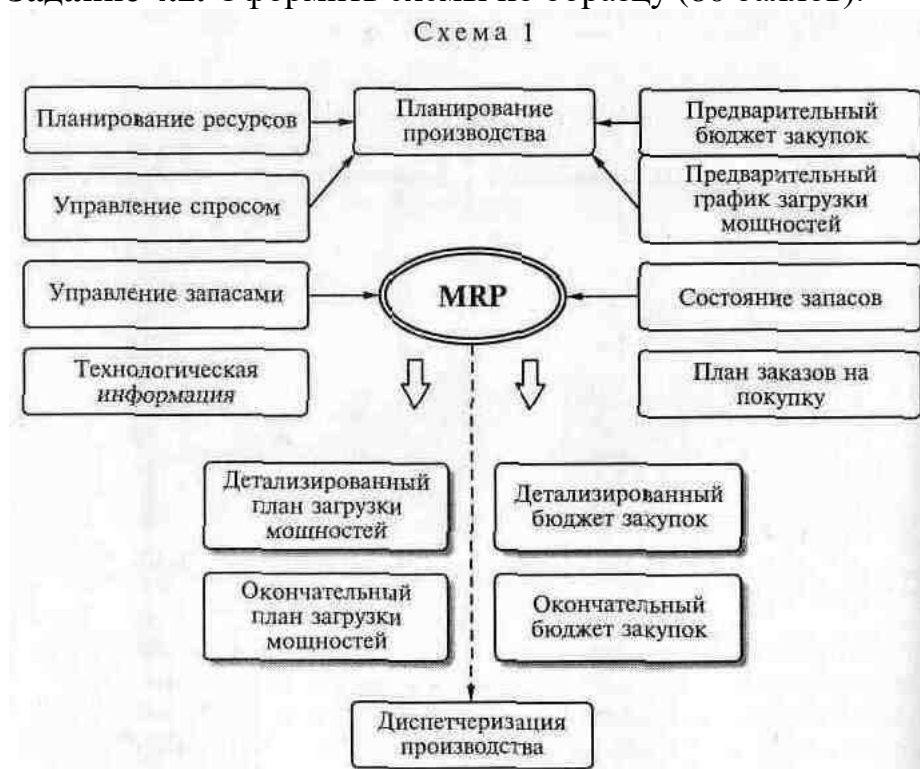 Схема 1
Планирование ресурсов
Планирование
производства
Предварительный
бюджет закупок
Управление спросом
Предварительный
график загрузки
мощностей
Управление запасами
MRP
Состояние запасов
Технологическая
информация
План заказов на
покупку
Детализированный
план загрузки
мощностей
Детализированный
бюджет закупок
Окончательный
план загрузки
мощностей
Окончательный
бюджет закупок
Диспетчеризация
производства